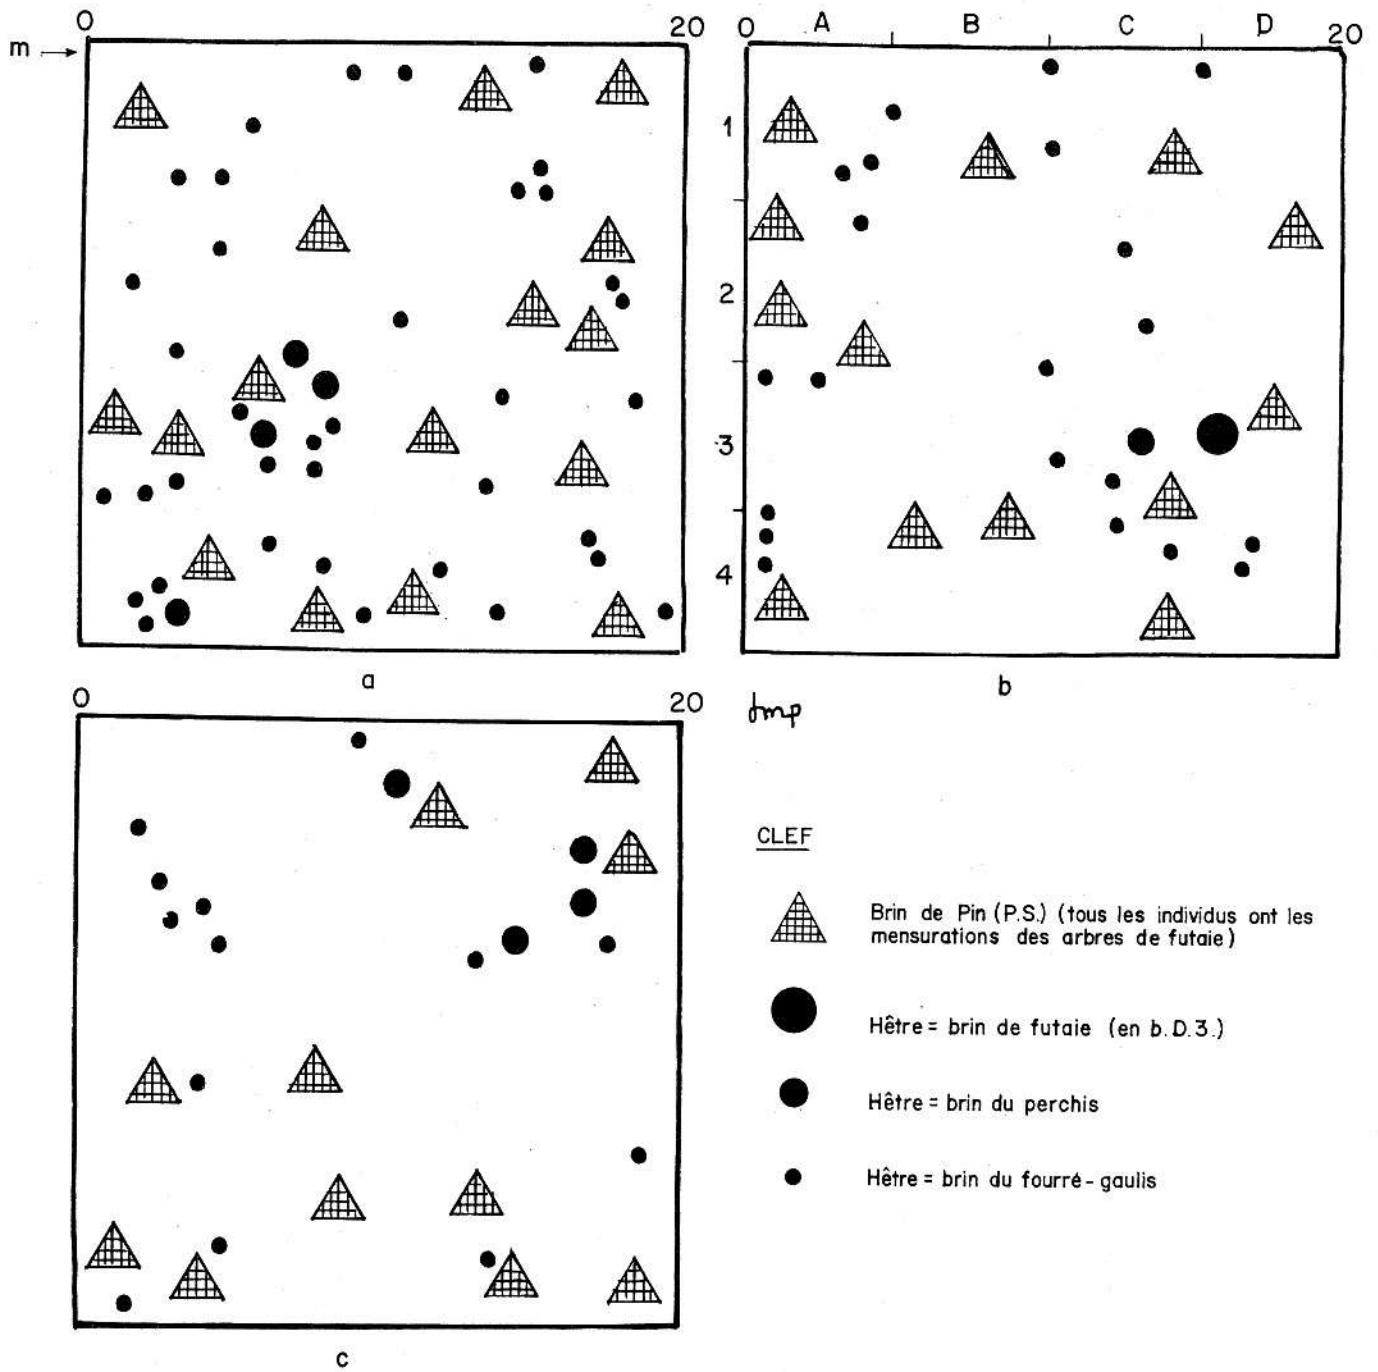 0 20
m
a
0 A B C D 20
1
2
3
4
b
0 20
c
CLEF
Brin de Pin (P.S.) (tous les individus ont les
mensurations des arbres de futaie)
Hêtre = brin de futaie (en b.D.3.)
Hêtre = brin du perchis
Hêtre = brin du fourré-gaulis